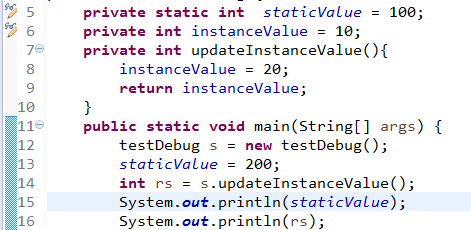 5 private static int  staticValue = 100;
6 private int instanceValue = 10;
7 private int updateInstanceValue(){
8 instanceValue = 20;
9 return instanceValue;
10 }
11 public static void main(String[] args) {
12 testDebug s = new testDebug();
13 staticValue = 200;
14 int rs = s.updateInstanceValue();
15 System.out.println(staticValue);
16 System.out.println(rs);